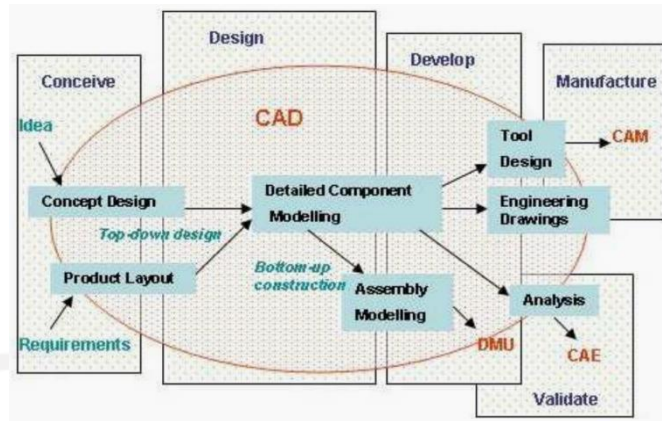 Design
Develop
Conceive
Manufacture
Idea
CAD
Tool
Design
CAM
Concept Design
Detailed Component
Modelling
Engineering
Drawings
Top-down design
Product Layout
Bottom-up
construction
Assembly
Modelling
Analysis
Requirements
DMU
CAE
Validate